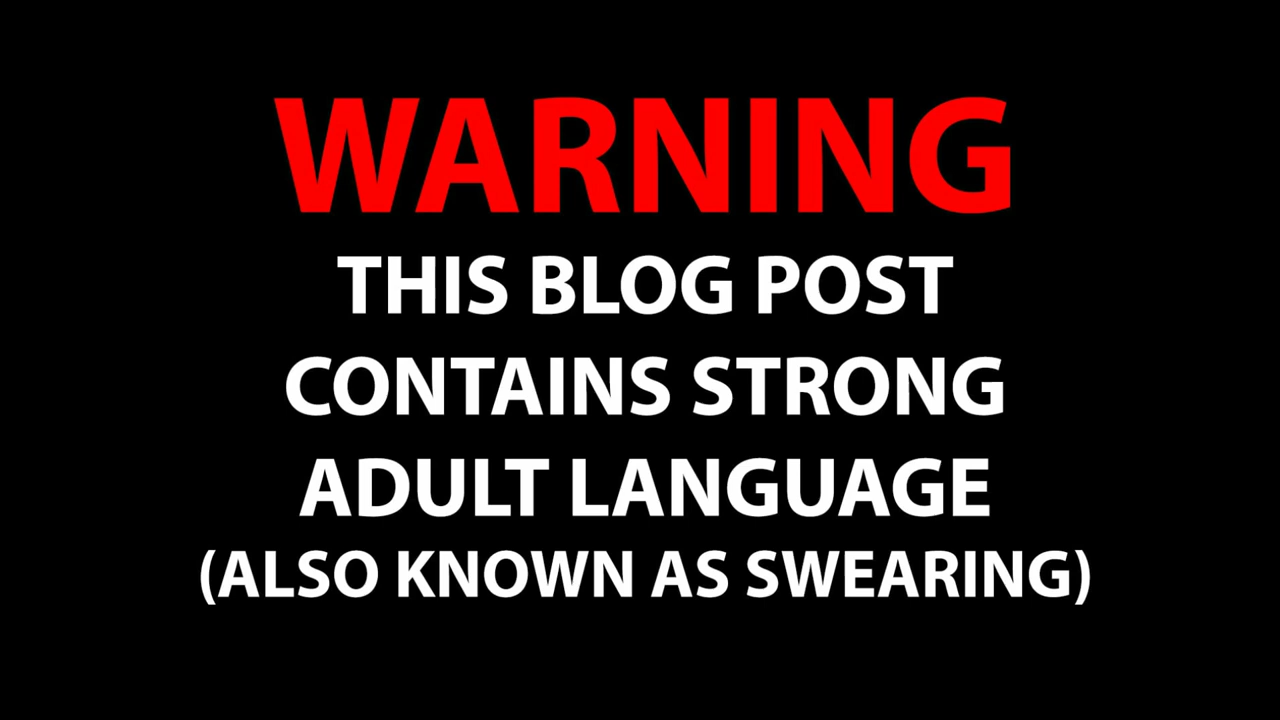 WARNING
THIS BLOG POST
CONTAINS STRONG
ADULT LANGUAGE
(ALSO KNOWN AS SWEARING)